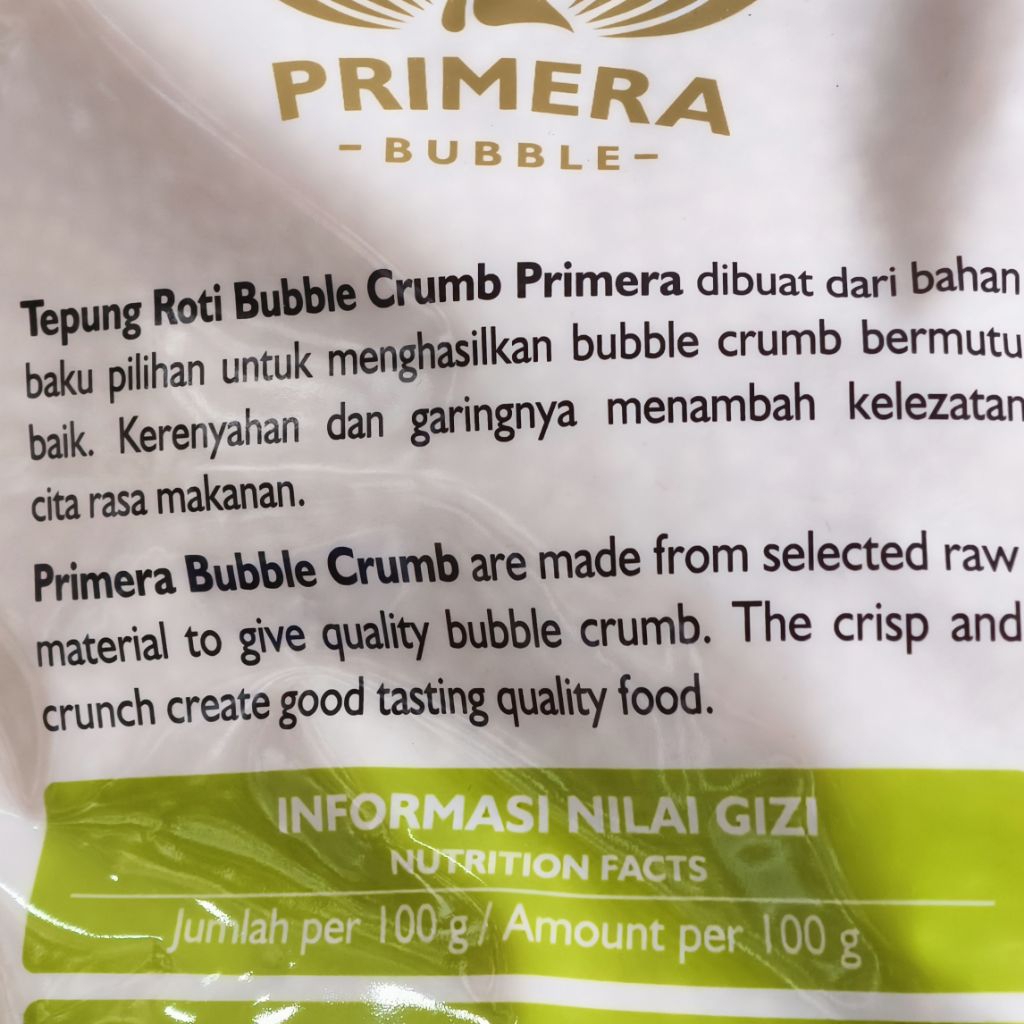 PRIMERA
- BUBBLE -
Tepung Roti Bubble Crumb Primera dibuat dari bahan
baku pilihan untuk menghasilkan bubble crumb bermutu
baik. Kerenyahan dan garingnya menambah kelezatan
cita rasa makanan.
Primera Bubble Crumb are made from selected raw
material to give quality bubble crumb. The crisp and
crunch create good tasting quality food.
INFORMASI NILAI GIZI
NUTRITION FACTS
Jumlah per 100 g / Amount per 100 g